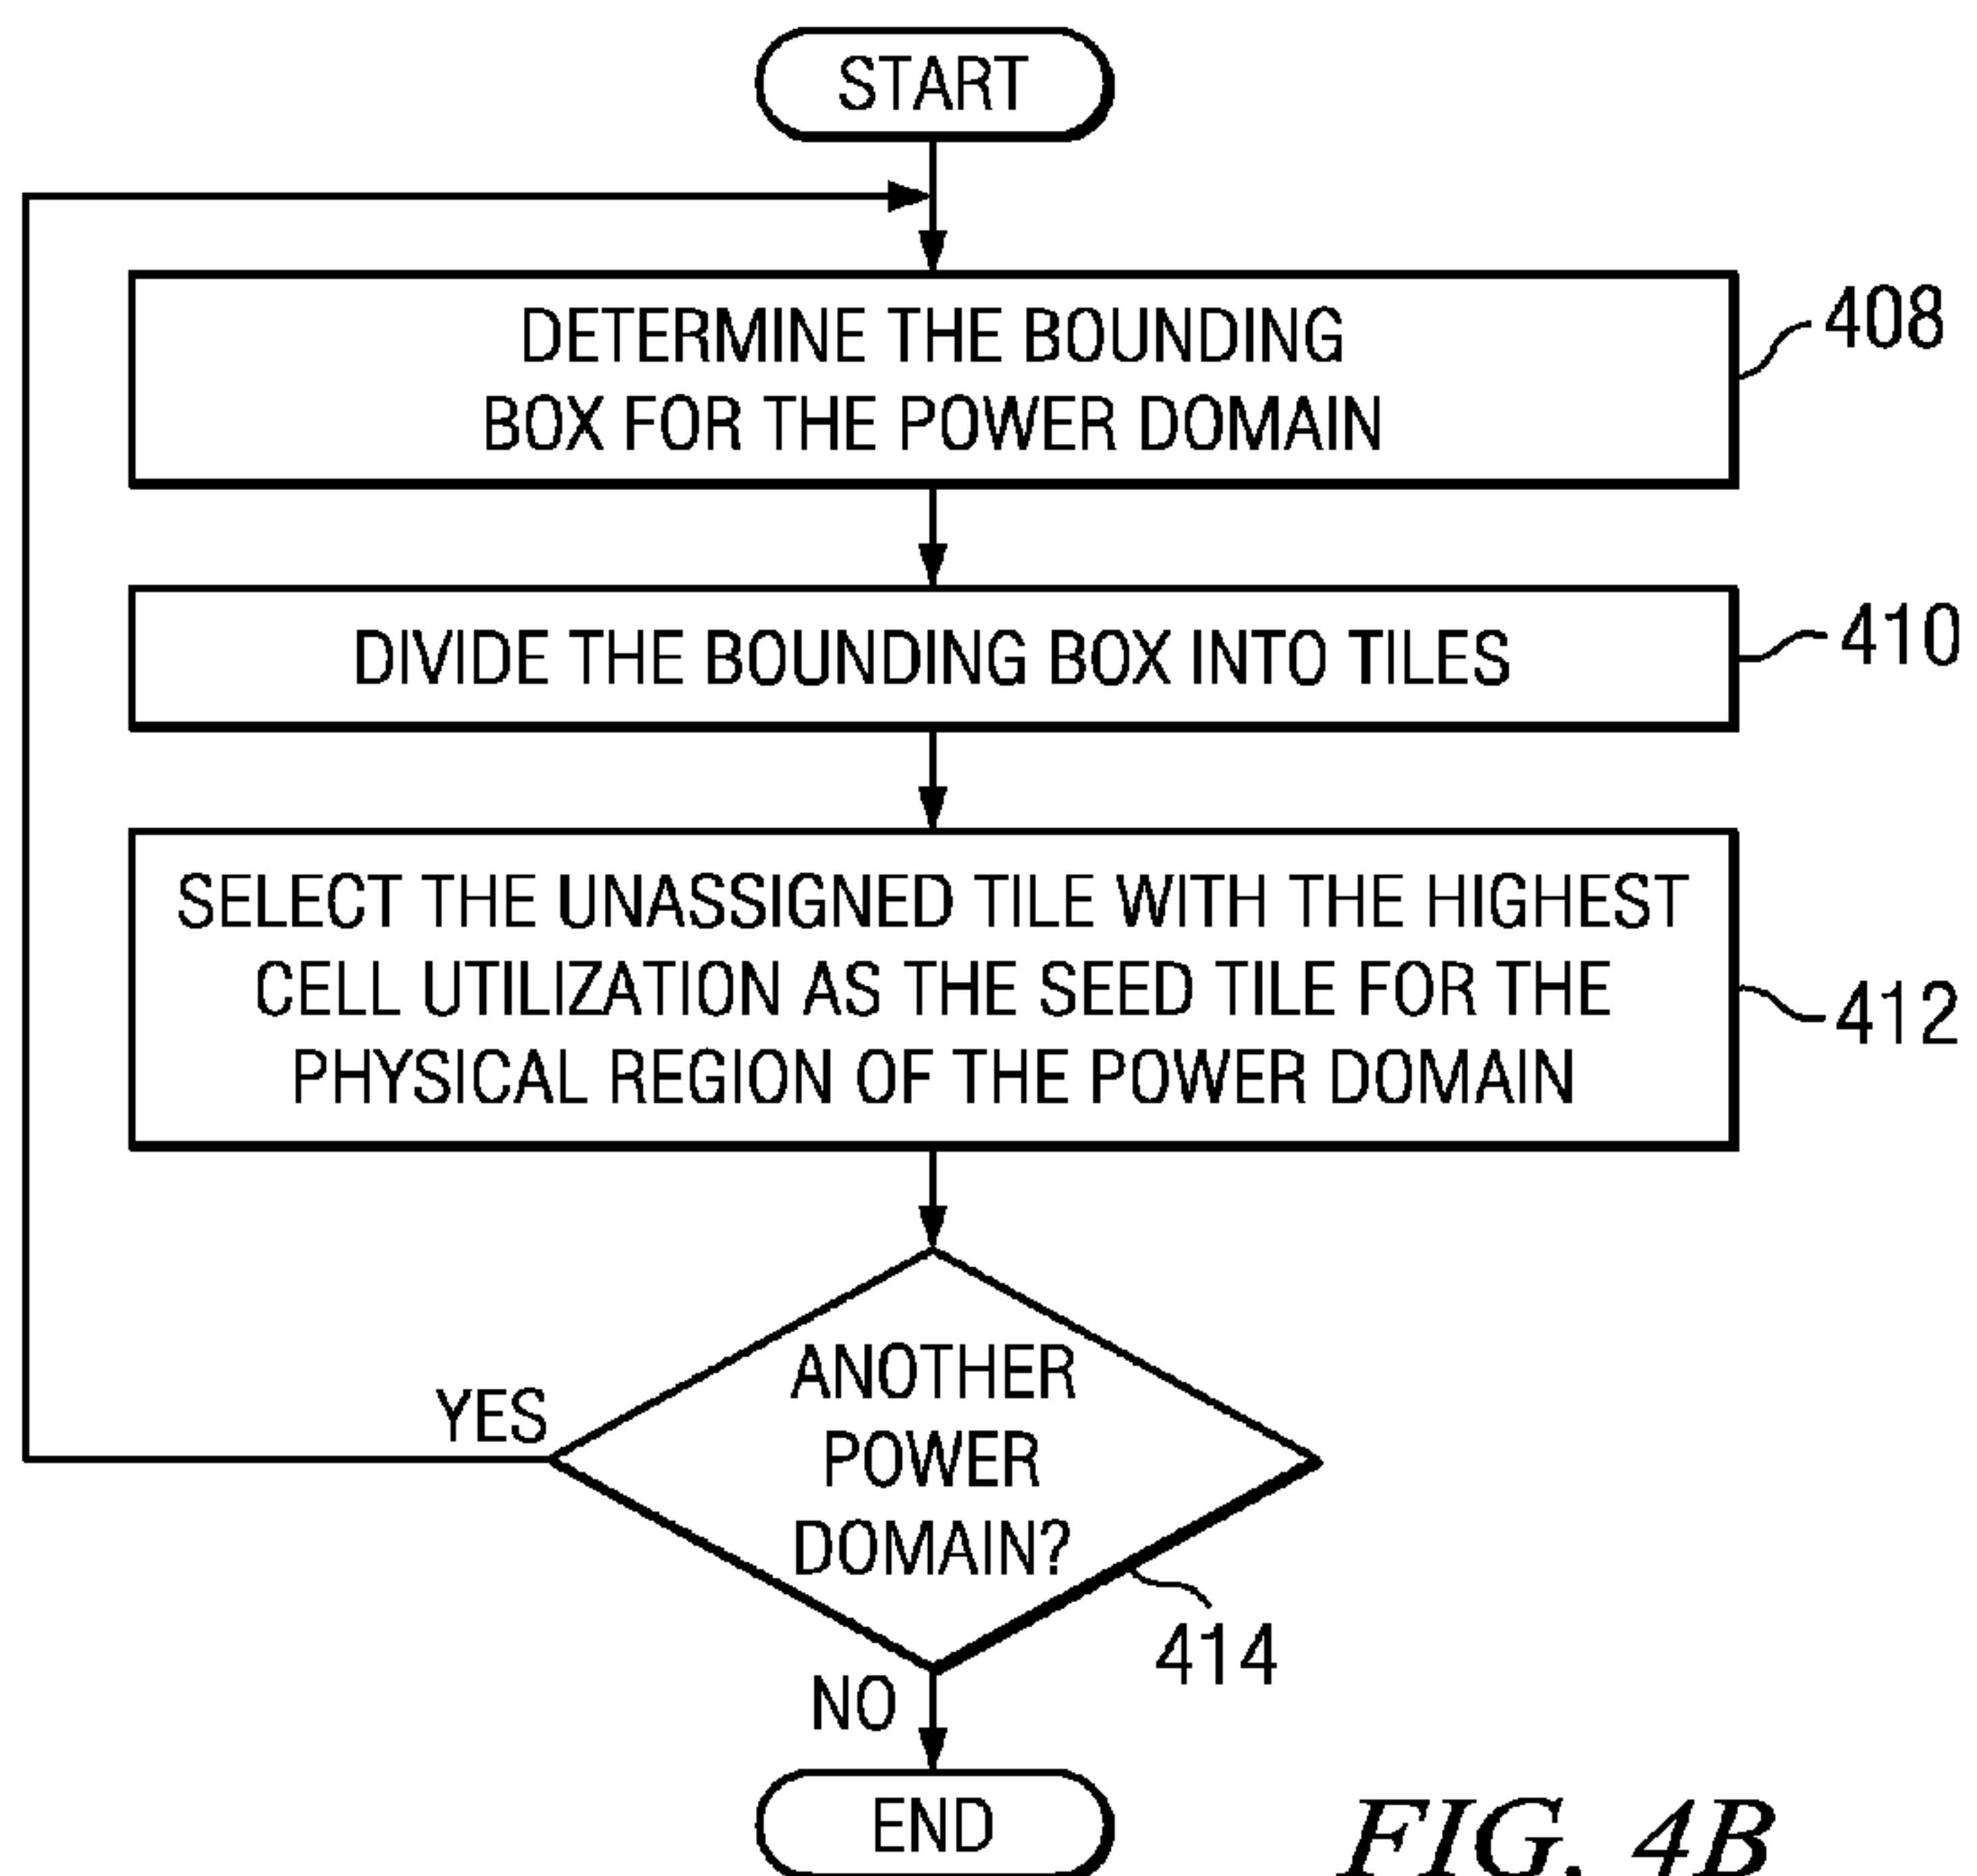 START
DETERMINE THE BOUNDING
BOX FOR THE POWER DOMAIN
408
DIVIDE THE BOUNDING BOX INTO TILES
410
SELECT THE UNASSIGNED TILE WITH THE HIGHEST
CELL UTILIZATION AS THE SEED TILE FOR THE
PHYSICAL REGION OF THE POWER DOMAIN
412
ANOTHER
POWER
DOMAIN?
YES
414
NO
END
FIG. 4B